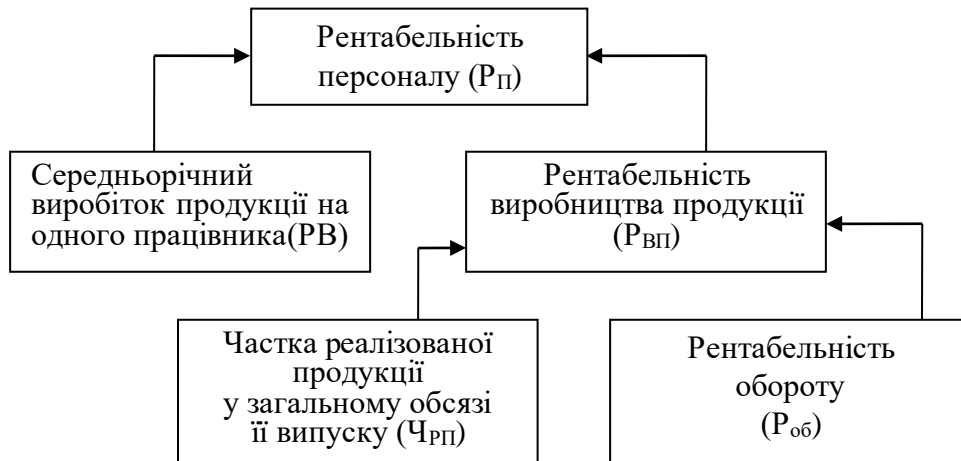 Рентабельність
персоналу (РП)
Середньорічний
виробіток продукції на
одного працівника(РВ)
Рентабельність
виробництва продукції
(РВП)
Частка реалізованої
продукції
у загальному обсязі
її випуску (ЧРП)
Рентабельність
обороту
(Роб)